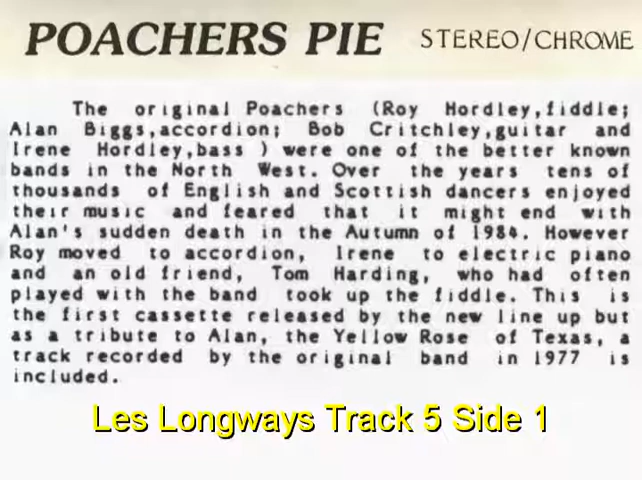 POACHERS PIE STEREO/CHROME
The original Poachers (Roy Hordley,fiddle;
Alan Biggs,accordion; Bob Critchley,guitar and
Irene Hordley,bass ) were one of the better known
bands in the North West. Over the years tens of
thousands of English and Scottish dancers enjoyed
their music and feared that it might end with
Alan's sudden death in the Autumn of 1984. However
Roy moved to accordion, Irene to electric piano
and an old friend, Tom Harding, who had often
played with the band took up the fiddle. This is
the first cassette released by the new line up but
as a tribute to Alan, the Yellow Rose of Texas, a
track recorded by the original band in 1977 is
included.
Les Longways Track 5 Side 1